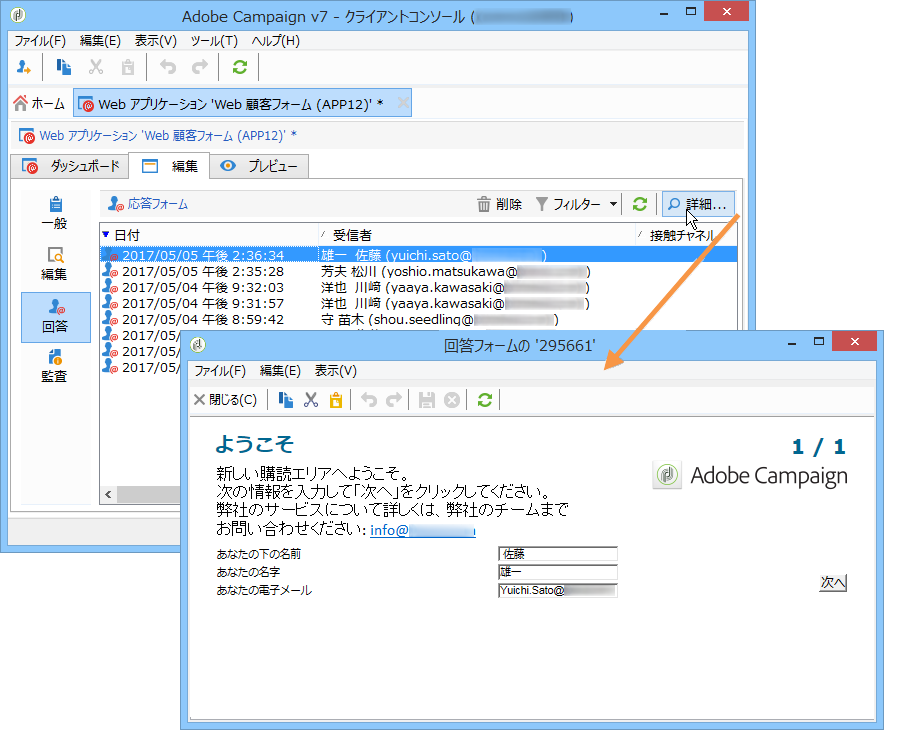 Adobe Campaign v7 - クライアントコンソール ( )
ファイル(F) 編集(E) 表示(V) ツール(T) ヘルプ(H)
ホーム Web アプリケーション 'Web 顧客フォーム (APP12)' *
Web アプリケーション 'Web 顧客フォーム (APP12)' *
ダッシュボード 編集 プレビュー
一般
編集
回答
監査
応答フォーム 削除 フィルター 詳細...
日付 受信者 接触チャネル
2017/05/05 午後 2:36:34 雄一 佐藤 (yuichi.sato@ )
2017/05/05 午後 2:35:28 芳夫 松川 (yoshio.matsukawa@ )
2017/05/04 午後 9:32:03 洋也 川﨑 (yaaya.kawasaki@ )
2017/05/04 午後 9:31:57 洋也 川﨑 (yaaya.kawasaki@ )
2017/05/04 午後 8:59:42 守 苗木 (shou.seedling@ )
2017/05/
2017/05/
2017/05/
回答フォームの '295661'
ファイル(F) 編集(E) 表示(V)
閉じる(C)
ようこそ 1 / 1
Adobe Campaign
新しい購読エリアへようこそ。
次の情報を入力して「次へ」をクリックしてください。
弊社のサービスについて詳しくは、弊社のチームまで
お問い合わせください: info@
あなたの下の名前 佐藤
あなたの名字 雄一
あなたの電子メール Yuichi.Sato@
次へ